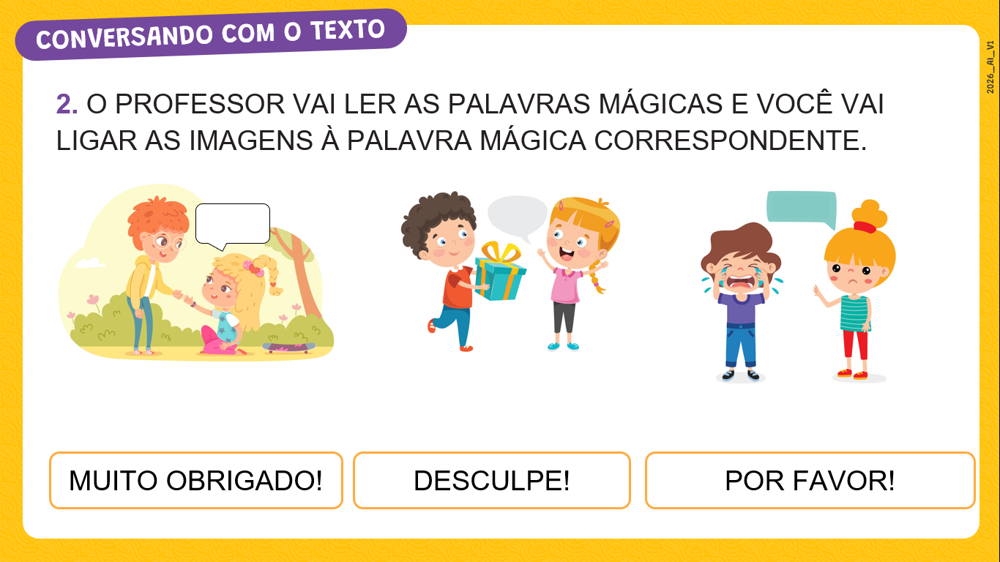 CONVERSANDO COM O TEXTO
2026_AI_V1
2. O PROFESSOR VAI LER AS PALAVRAS MÁGICAS E VOCÊ VAI
LIGAR AS IMAGENS À PALAVRA MÁGICA CORRESPONDENTE.
MUITO OBRIGADO!
DESCULPE!
POR FAVOR!